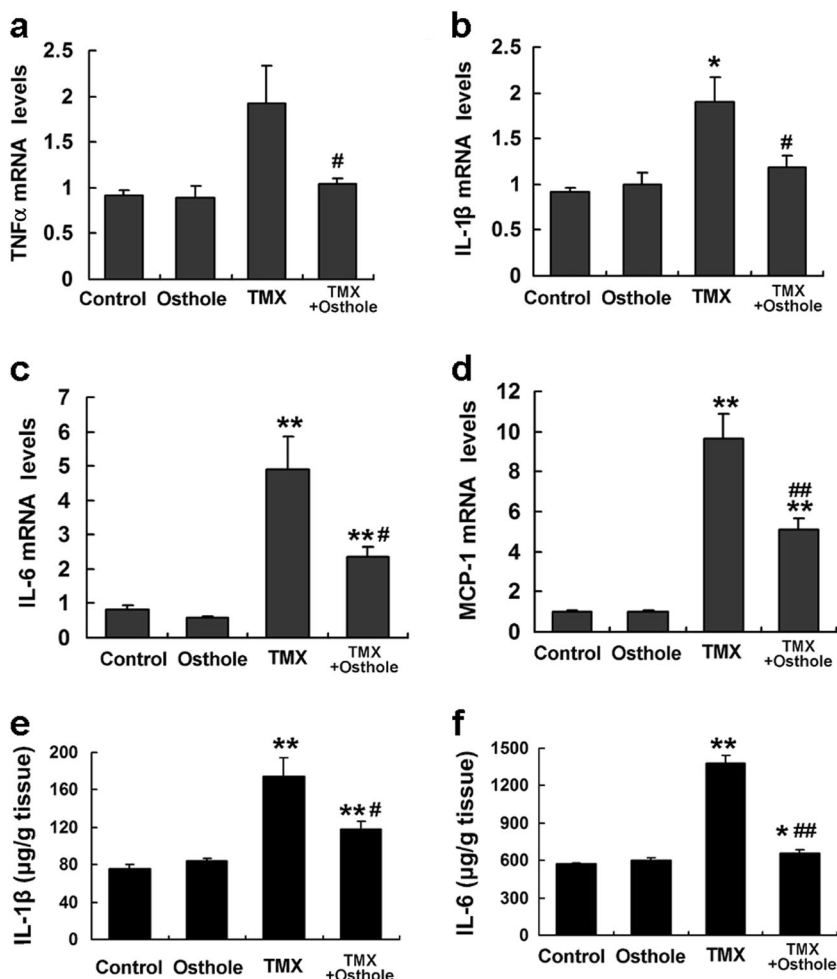 a
TNFα mRNA levels
2.5
2
1.5
1
0.5
0
#
Control Osthole TMX TMX
+Osthole
b
IL-1β mRNA levels
2.5
2
1.5
1
0.5
0
*
#
Control Osthole TMX TMX
+Osthole
c
IL-6 mRNA levels
7
6
5
4
3
2
1
0
**
** #
Control Osthole TMX TMX
+Osthole
d
MCP-1 mRNA levels
12
10
8
6
4
2
0
**
##
**
Control Osthole TMX TMX
+Osthole
e
IL-1β (μg/g tissue)
200
160
120
80
40
0
**
** #
Control Osthole TMX TMX
+Osthole
f
IL-6 (μg/g tissue)
1500
1200
900
600
300
0
**
* ##
Control Osthole TMX TMX
+Osthole